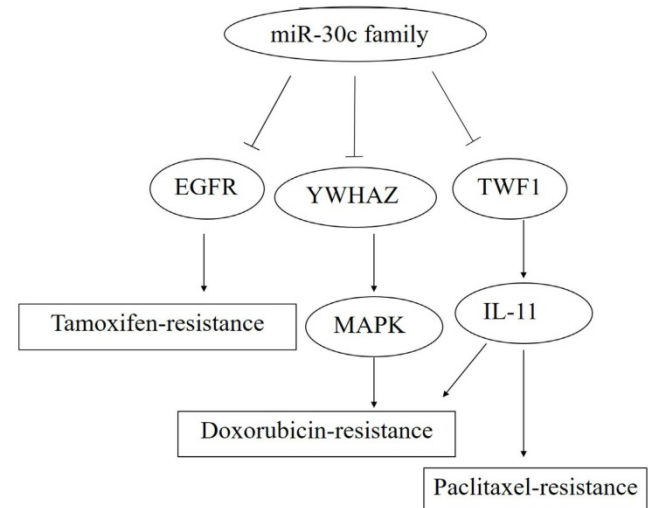 miR-30c family
EGFR
YWHAZ
TWF1
Tamoxifen-resistance
MAPK
IL-11
Doxorubicin-resistance
Paclitaxel-resistance